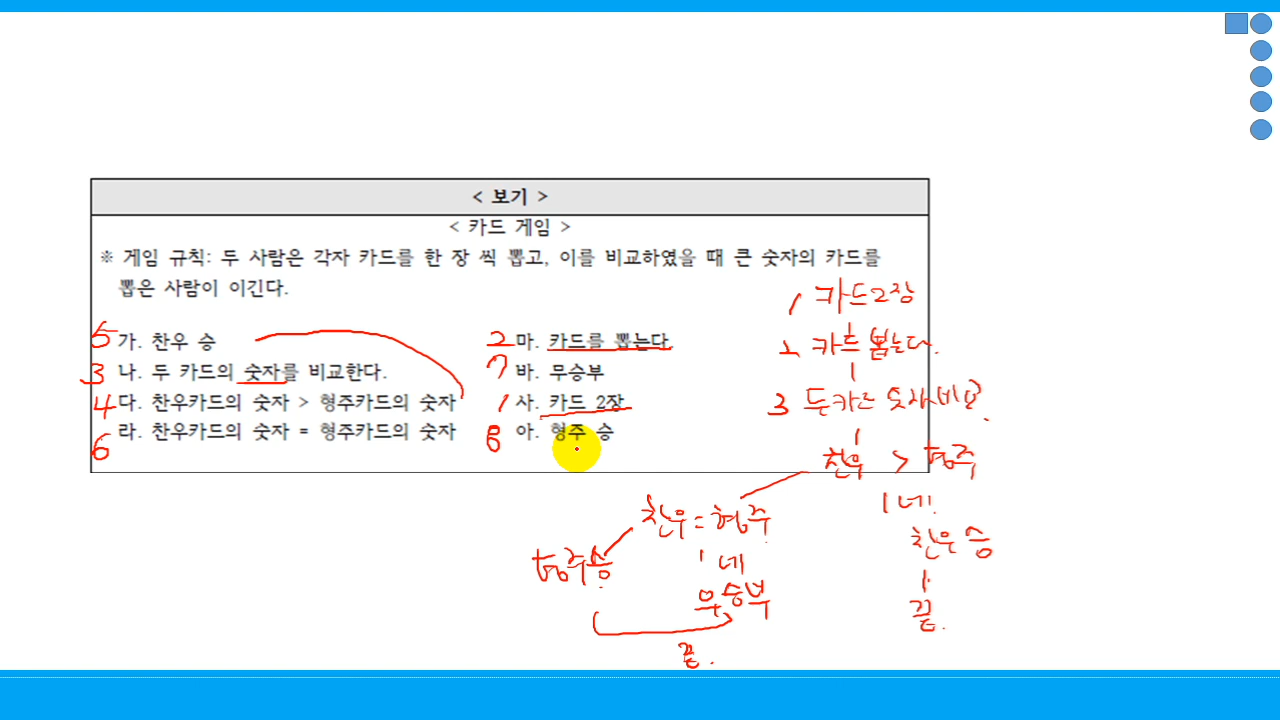 < 보기 >
< 카드 게임 >
※ 게임 규칙: 두 사람은 각자 카드를 한 장 씩 뽑고, 이를 비교하였을 때 큰 숫자의 카드를
뽑은 사람이 이긴다.
5 가. 찬우 승
3 나. 두 카드의 숫자를 비교한다.
4 다. 찬우카드의 숫자 > 형주카드의 숫자
6 라. 찬우카드의 숫자 = 형주카드의 숫자
2 마. 카드를 뽑는다.
7 바. 무승부
1 사. 카드 2장
8 아. 형주 승
1 카드2장
2 카드 뽑는다.
3 두카드 숫자비교.
찬우 > 형주
네!
찬우 승
끝.
찬우 = 형주
네
무승부
형주승
끝.